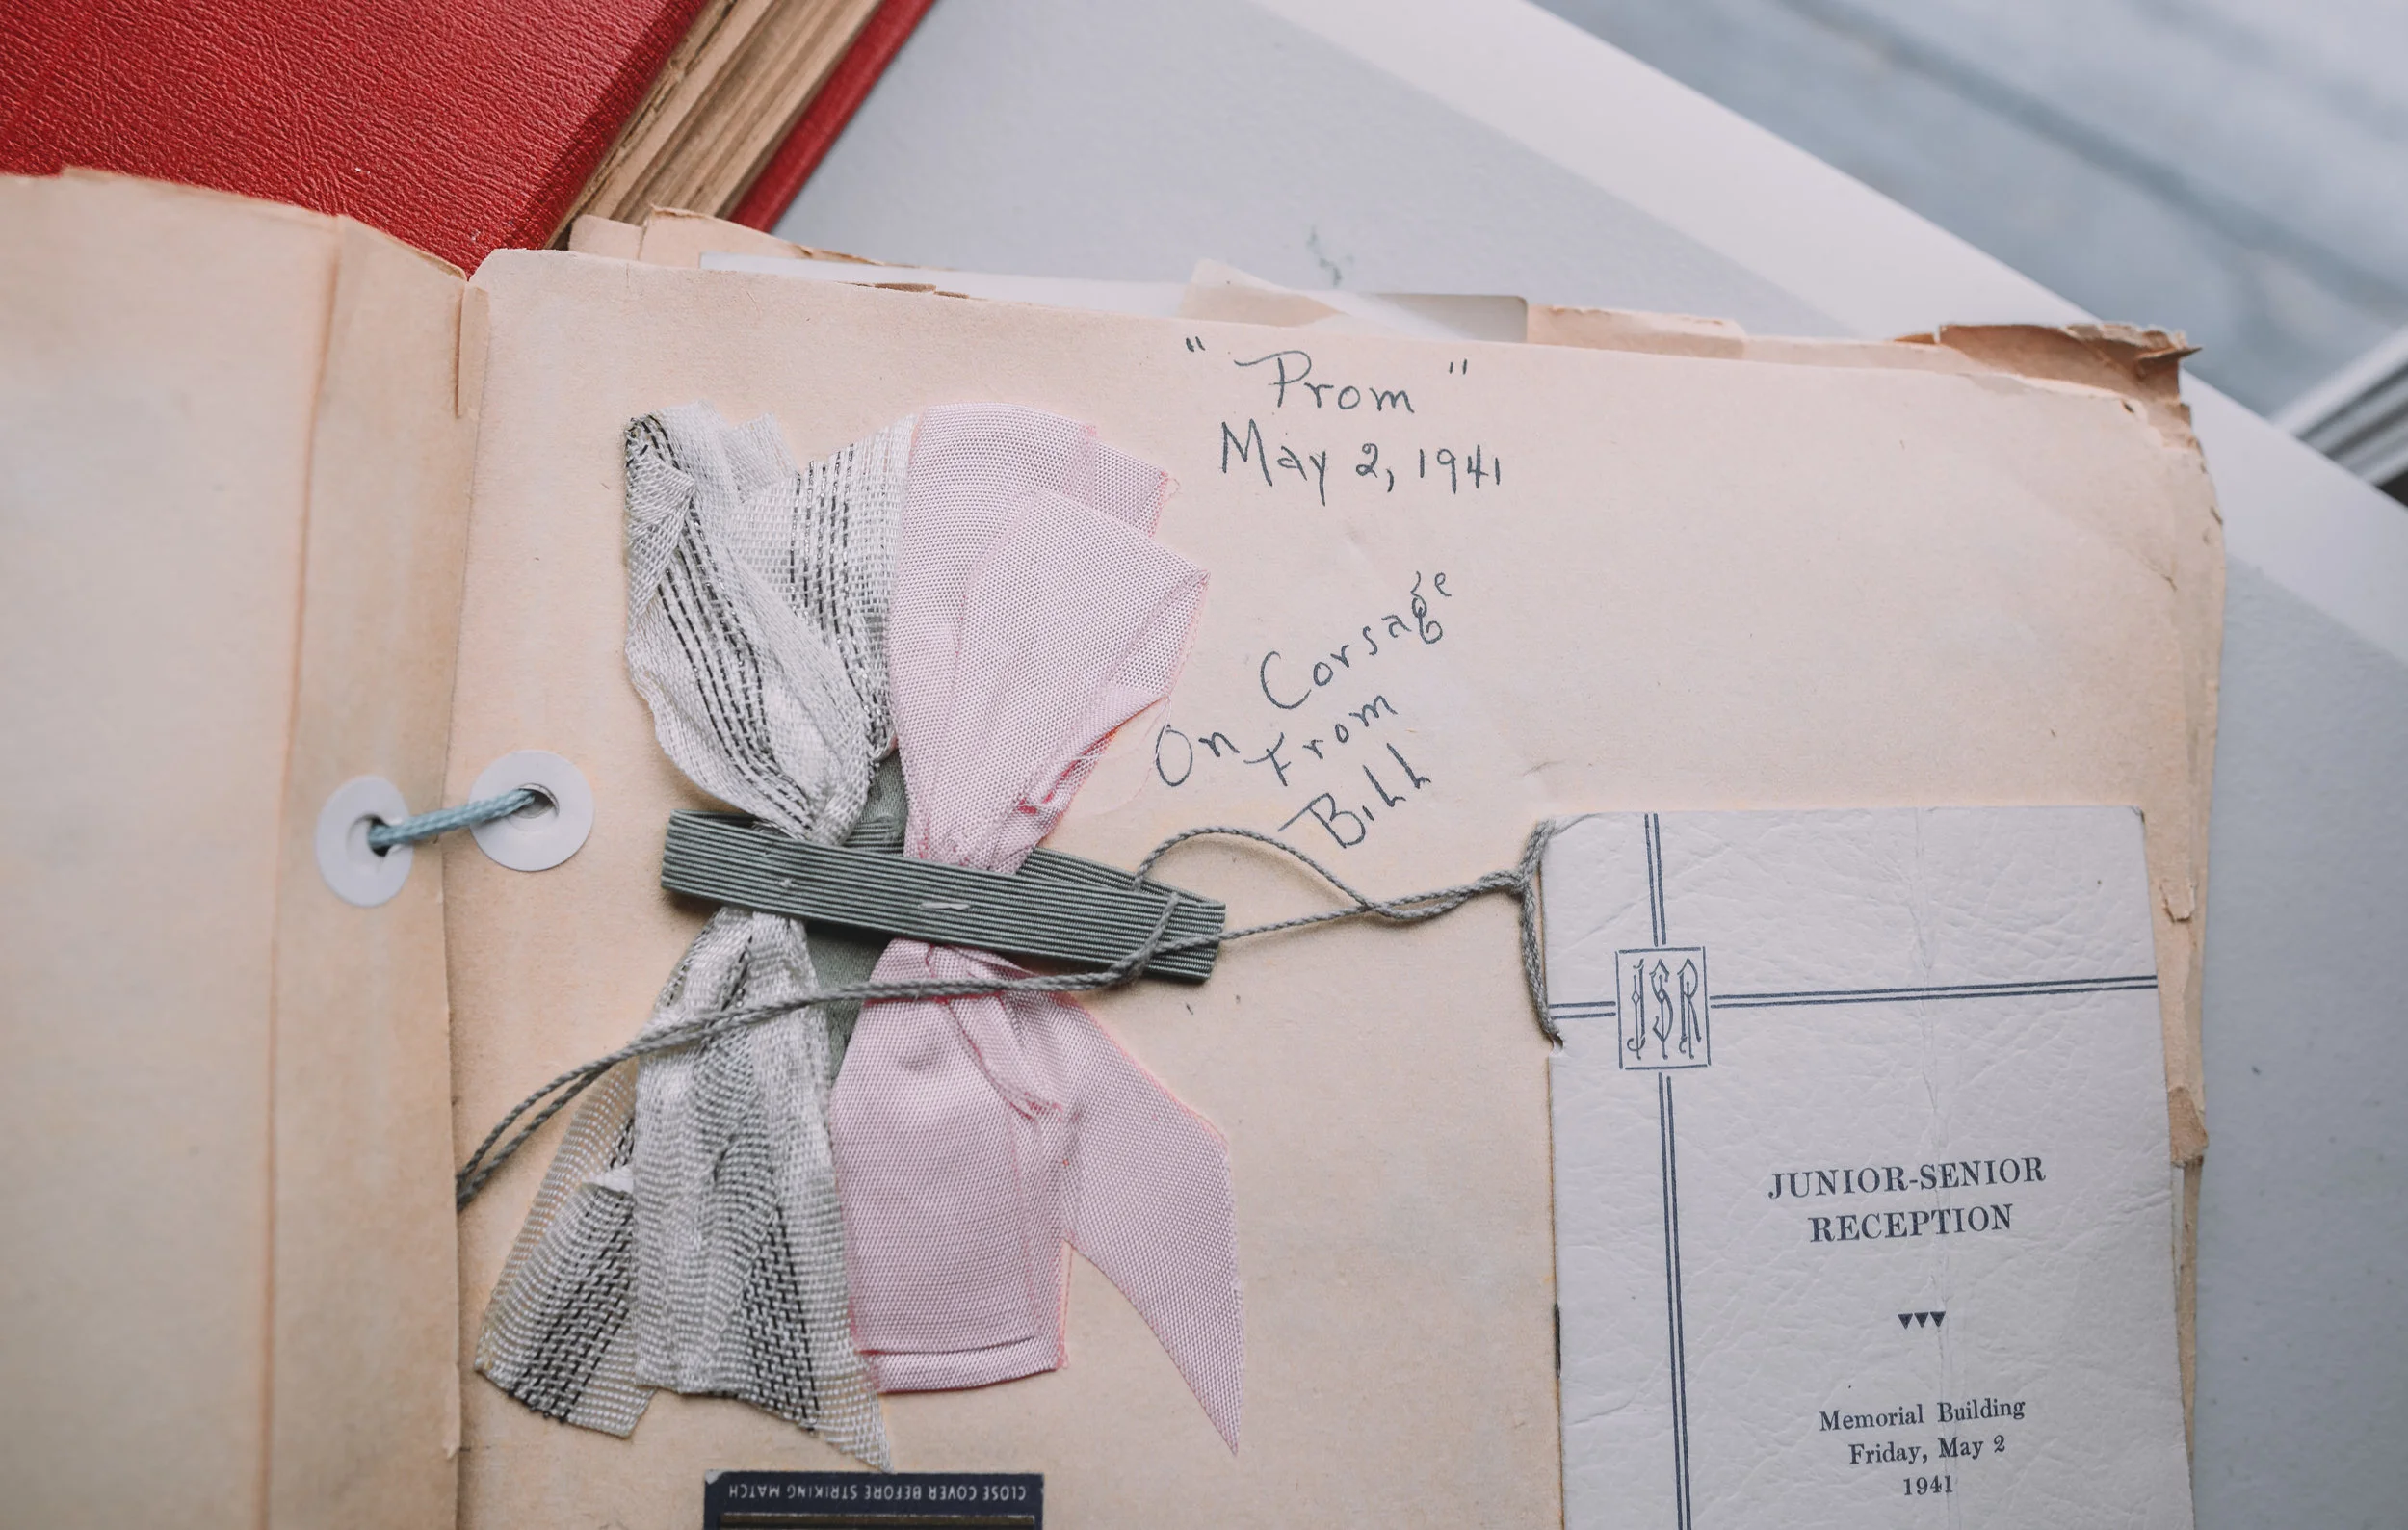 "Prom"
May 2, 1941
On Corsage
From
Bill
JSR
JUNIOR-SENIOR
RECEPTION
Memorial Building
Friday, May 2
1941
CLOSE COVER BEFORE STRIKING MATCH